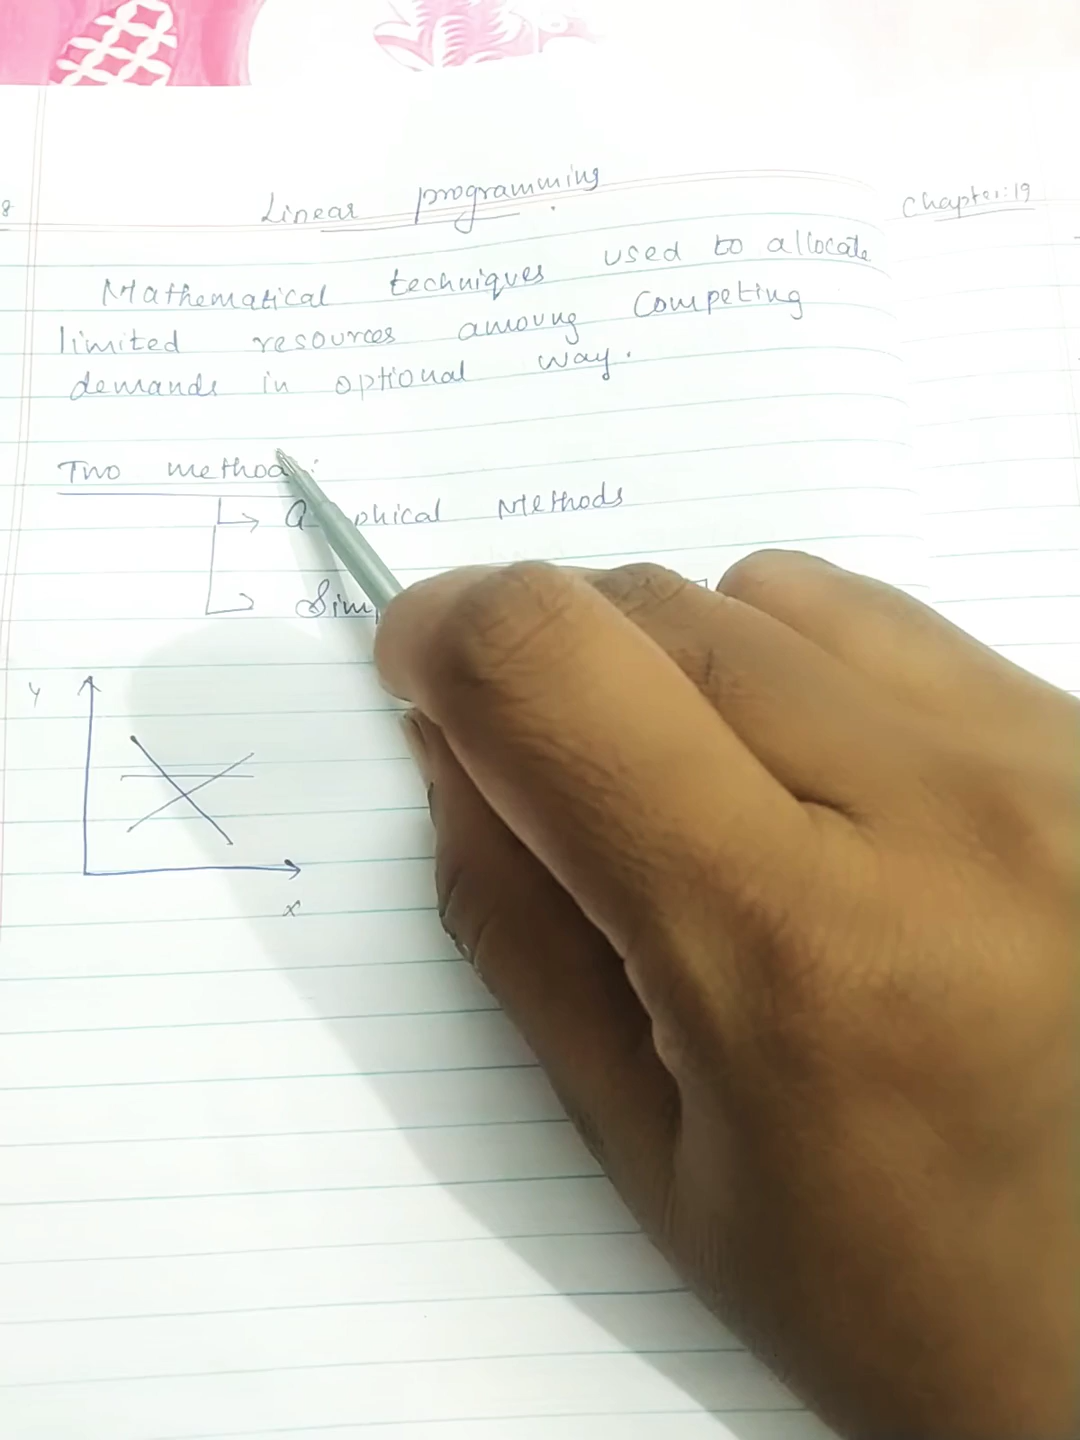 8
Linear programming.
Chapter:19
Mathematical techniques used to allocate
limited resources amoung Competing
demands in optional way.
Two method:
Methods
y
x